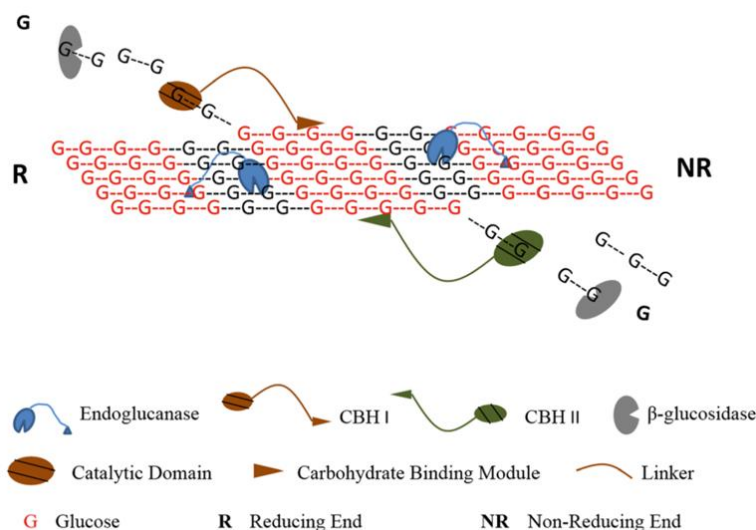 G
G---G G---G
G---G
G---G---G---G---G---G---G---G---G---G---G
R
G---G---G---G---G---G---G---G---G---G---G---G---G---G---G---G
G---G---G---G---G---G---G---G---G---G---G---G---G---G---G---G
NR
G---G---G---G---G---G---G---G---G---G---G---G---G---G---G
G---G---G---G---G---G---G---G---G---G---G---G---G---G---G---G
G---G---G---G---G---G---G---G---G---G---G
G---G
G---G---G
G---G
G
Endoglucanase
CBH I
CBH II
β-glucosidase
Catalytic Domain
Carbohydrate Binding Module
Linker
G Glucose
R Reducing End
NR Non-Reducing End